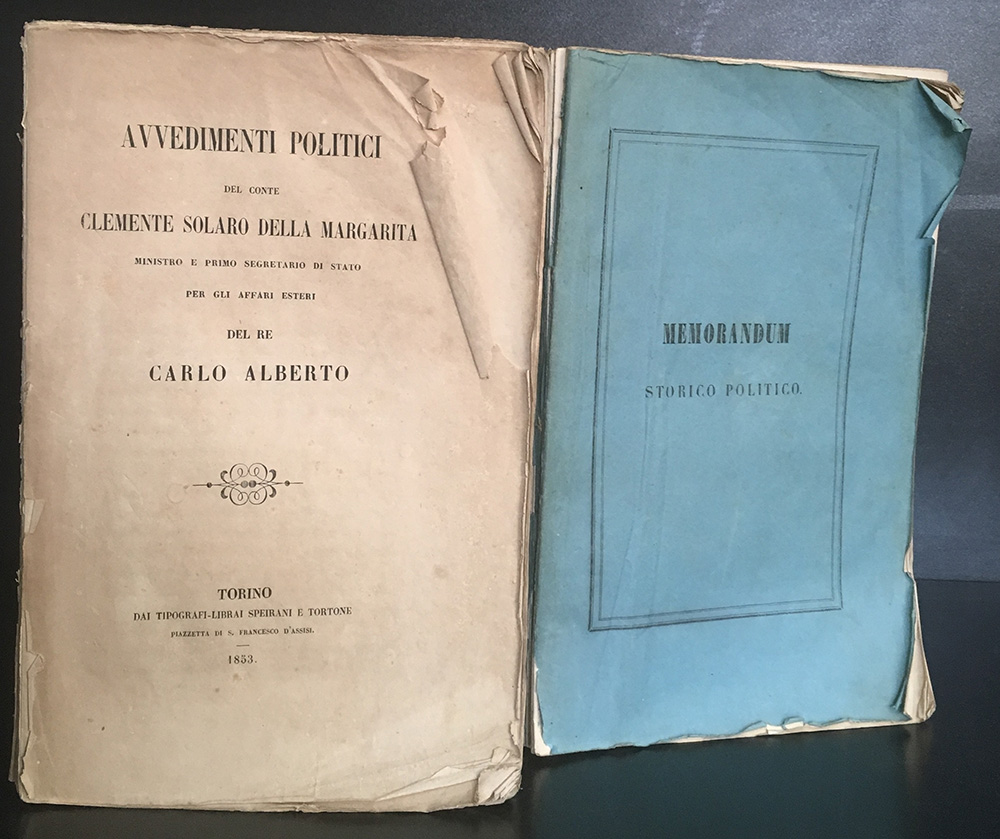 AVVEDIMENTI POLITICI
DEL CONTE
CLEMENTE SOLARO DELLA MARGARITA
MINISTRO E PRIMO SEGRETARIO DI STATO
PER GLI AFFARI ESTERI
DEL RE
CARLO ALBERTO
TORINO
DAI TIPOGRAFI-LIBRAI SPEIRANI E TORTONE
PIAZZETTA DI S. FRANCESCO D'ASSISI.
1853.
MEMORANDUM
STORICO POLITICO.